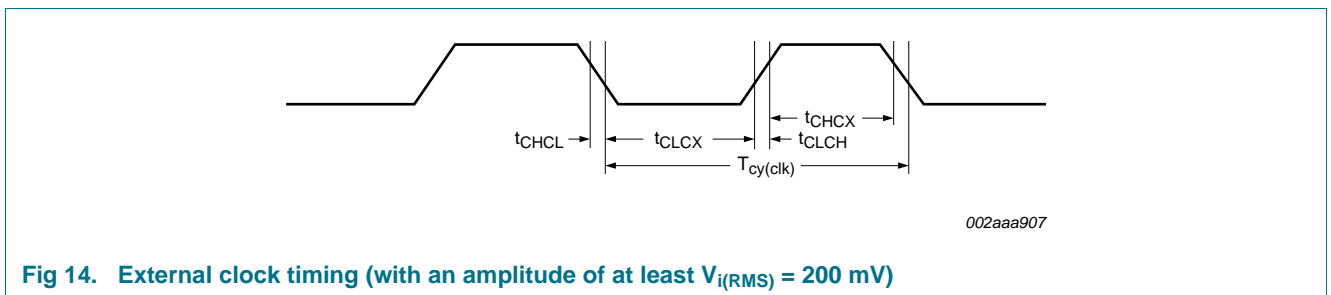 tCHCX
tCHCL
tCLCX
tCLCH
Tcy(clk)
002aaa907
Fig 14. External clock timing (with an amplitude of at least Vi(RMS) = 200 mV)